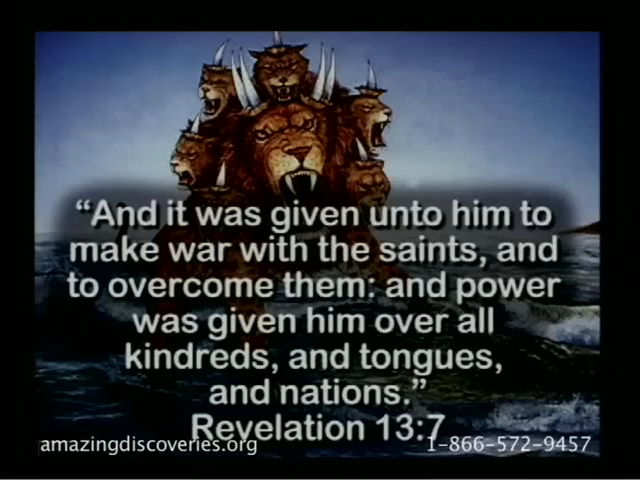 “And it was given unto him to
make war with the saints, and
to overcome them: and power
was given him over all
kindreds, and tongues,
and nations.”
Revelation 13:7
amazingdiscoveries.org
1-866-572-9457